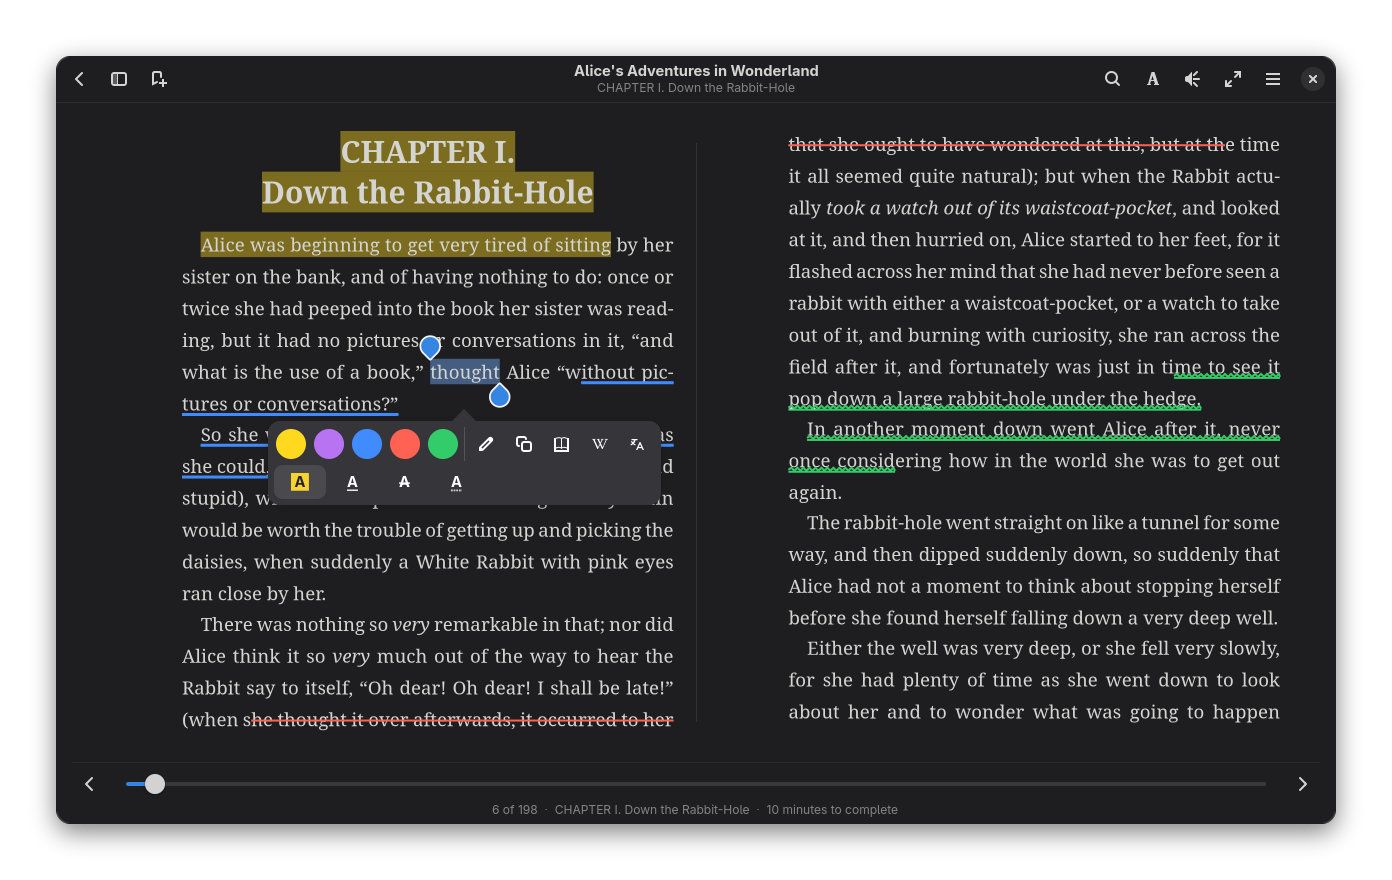 Alice's Adventures in Wonderland
CHAPTER I. Down the Rabbit-Hole
A
CHAPTER I.
Down the Rabbit-Hole
Alice was beginning to get very tired of sitting by her
sister on the bank, and of having nothing to do: once or
twice she had peeped into the book her sister was read-
ing, but it had no pictures conversations in it, “and
what is the use of a book,” thought Alice “without pic-
tures or conversations?”
So she
she could.
W
A A A A
stupid),
would be worth the trouble of getting up and picking the
daisies, when suddenly a White Rabbit with pink eyes
ran close by her.
There was nothing so very remarkable in that; nor did
Alice think it so very much out of the way to hear the
Rabbit say to itself, “Oh dear! Oh dear! I shall be late!”
(when she thought it over afterwards, it occurred to her
that she ought to have wondered at this, but at the time
it all seemed quite natural); but when the Rabbit actu-
ally took a watch out of its waistcoat-pocket, and looked
at it, and then hurried on, Alice started to her feet, for it
flashed across her mind that she had never before seen a
rabbit with either a waistcoat-pocket, or a watch to take
out of it, and burning with curiosity, she ran across the
field after it, and fortunately was just in time to see it
pop down a large rabbit-hole under the hedge.
In another moment down went Alice after it, never
once considering how in the world she was to get out
again.
The rabbit-hole went straight on like a tunnel for some
way, and then dipped suddenly down, so suddenly that
Alice had not a moment to think about stopping herself
before she found herself falling down a very deep well.
Either the well was very deep, or she fell very slowly,
for she had plenty of time as she went down to look
about her and to wonder what was going to happen
6 of 198 · CHAPTER I. Down the Rabbit-Hole · 10 minutes to complete